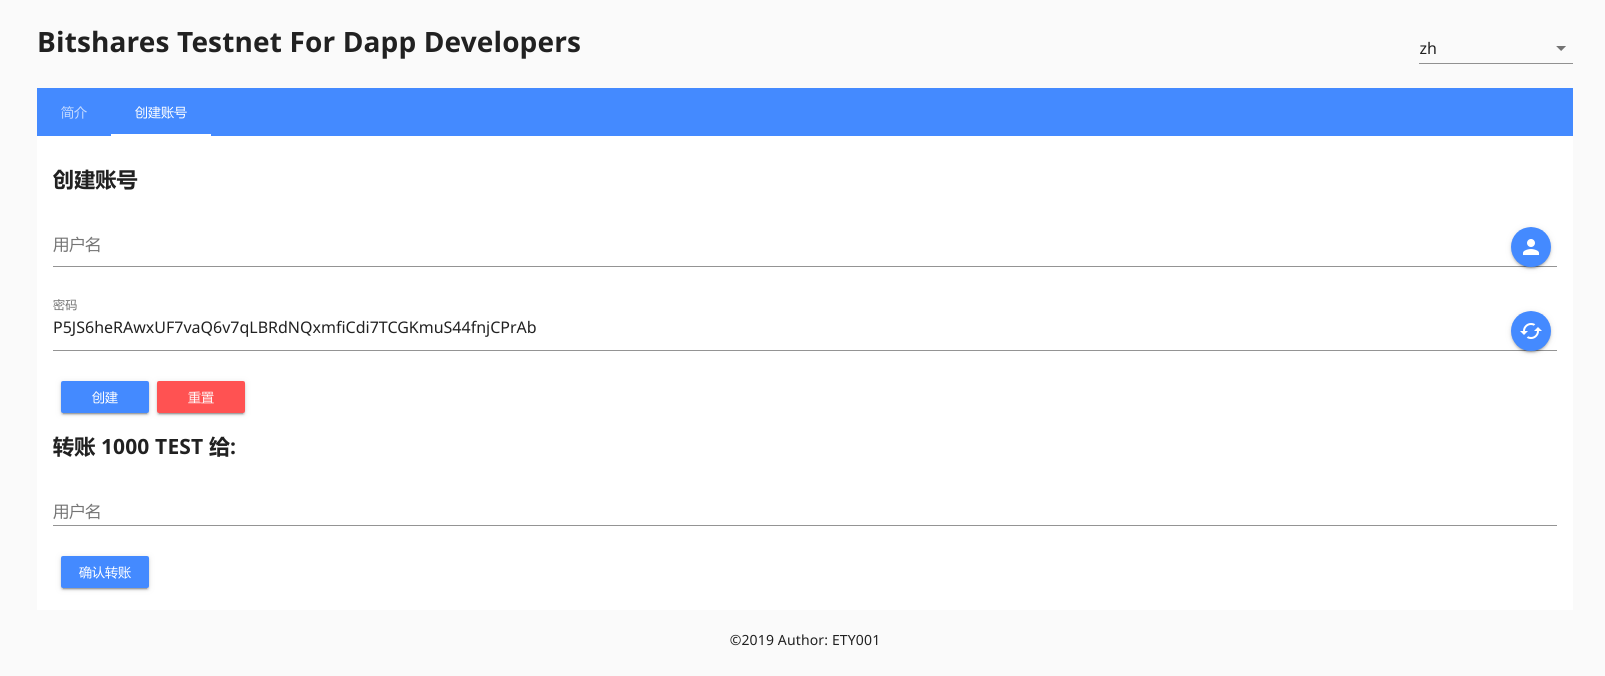 Bitshares Testnet For Dapp Developers
zh
简介 创建账号
创建账号
用户名
密码
P5JS6heRAwxUF7vaQ6v7qLBRdNQxmfiCdi7TCGKmuS44fnjCPrAb
创建 重置
转账 1000 TEST 给:
用户名
确认转账
©2019 Author: ETY001